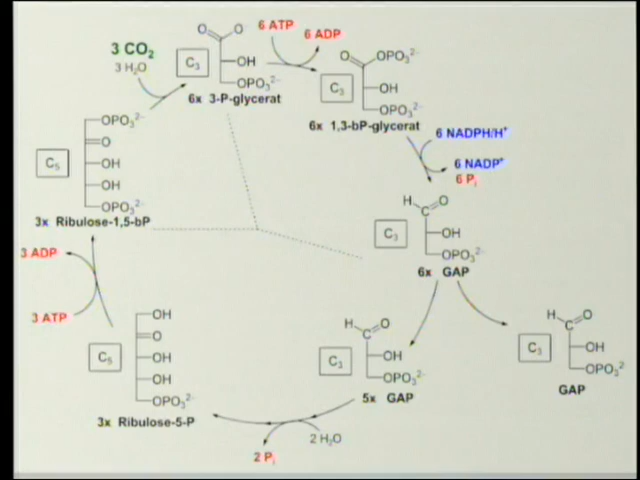 3 CO2
3 H2O
O O-
C3
OH
OPO3 2-
6x 3-P-glycerat
6 ATP
6 ADP
O OPO3 2-
C3
OH
OPO3 2-
6x 1,3-bP-glycerat
6 NADPH/H+
6 NADP+
6 Pi
H O
C3
OH
OPO3 2-
6x GAP
H O
C3
OH
OPO3 2
GAP
H O
C3
OH
OPO3 2-
5x GAP
2 H2O
2 Pi
OH
O
C5
OH
OH
OPO3 2-
3x Ribulose-5-P
3 ATP
3 ADP
OPO3 2-
O
C5
OH
OH
OPO3 2-
3x Ribulose-1,5-bP